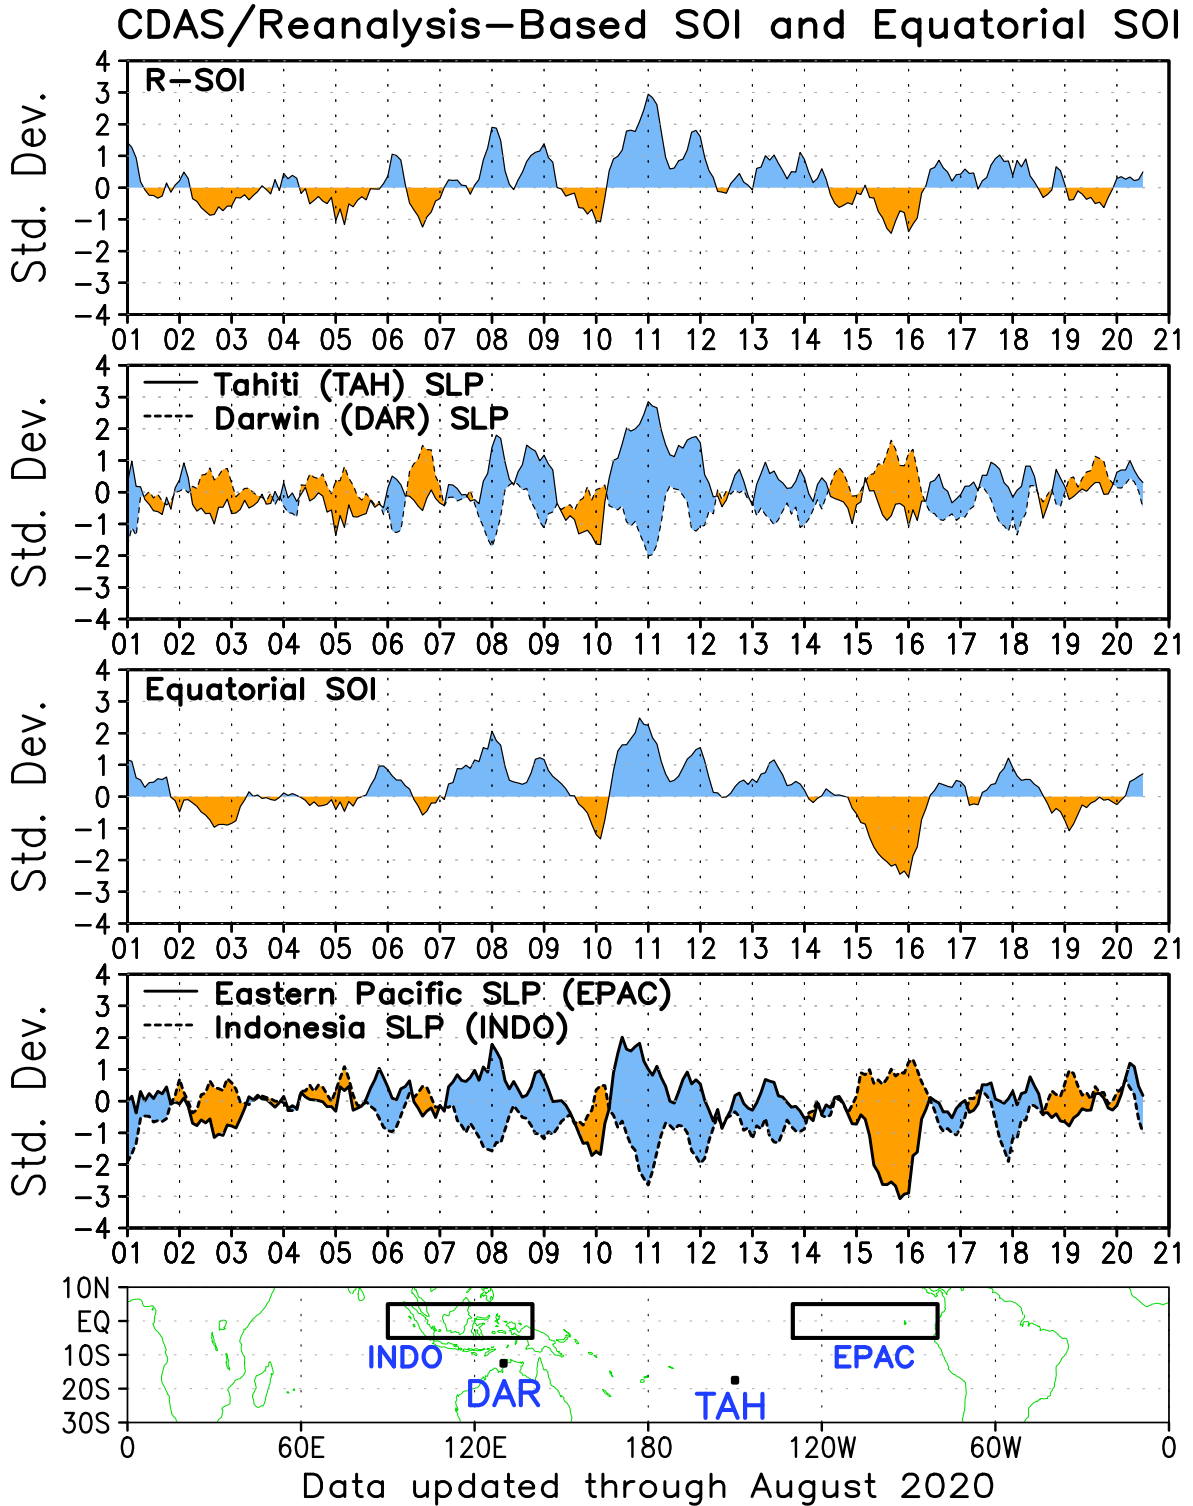 CDAS/Reanalysis-Based SOI and Equatorial SOI
R-SOI
Std. Dev.
4
3
2
1
0
-1
-2
-3
-4
01 02 03 04 05 06 07 08 09 10 11 12 13 14 15 16 17 18 19 20 21
Tahiti (TAH) SLP
Darwin (DAR) SLP
Std. Dev.
4
3
2
1
0
-1
-2
-3
-4
01 02 03 04 05 06 07 08 09 10 11 12 13 14 15 16 17 18 19 20 21
Equatorial SOI
Std. Dev.
4
3
2
1
0
-1
-2
-3
-4
01 02 03 04 05 06 07 08 09 10 11 12 13 14 15 16 17 18 19 20 21
Eastern Pacific SLP (EPAC)
Indonesia SLP (INDO)
Std. Dev.
4
3
2
1
0
-1
-2
-3
-4
01 02 03 04 05 06 07 08 09 10 11 12 13 14 15 16 17 18 19 20 21
10N
EQ
10S
20S
30S
INDO
EPAC
DAR
TAH
0 60E 120E 180 120W 60W 0
Data updated through August 2020